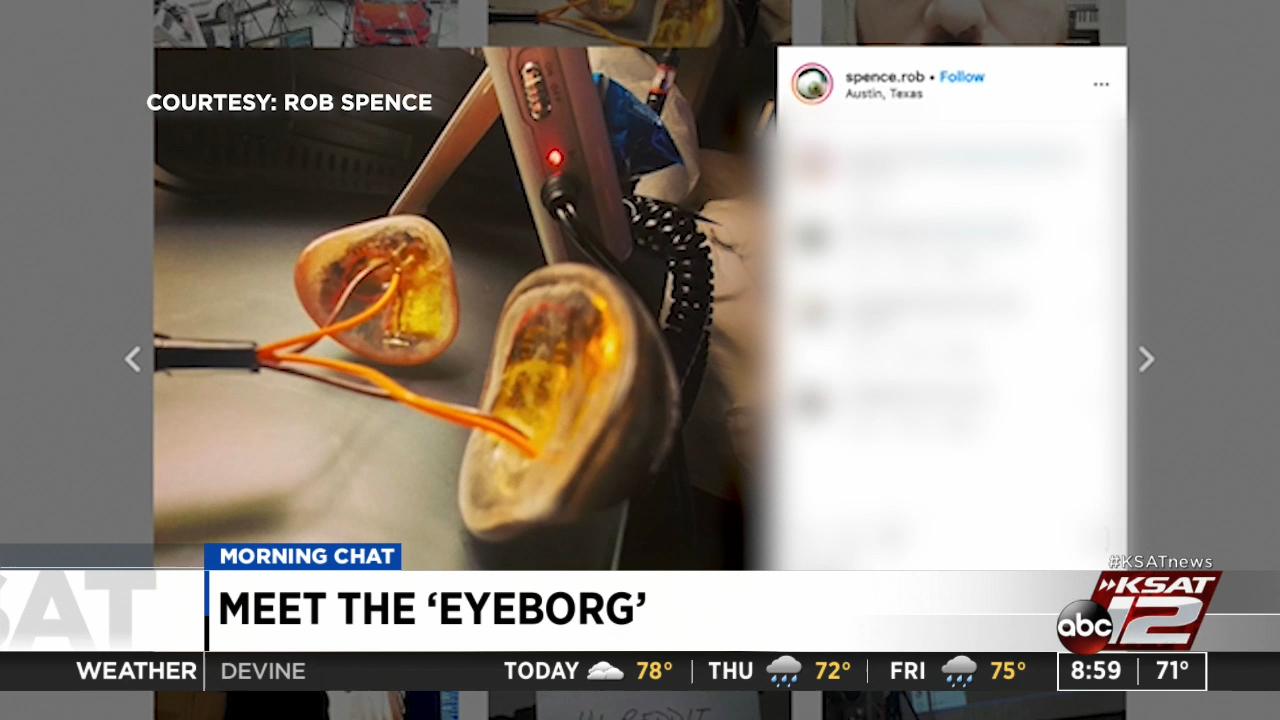 COURTESY: ROB SPENCE
spence.rob • Follow
Austin, Texas
MORNING CHAT
MEET THE ‘EYEBORG’
#KSATnews
KSAT
abc 12
SAT
WEATHER
DEVINE
TODAY 78° THU 72° FRI 75°
8:59 71°